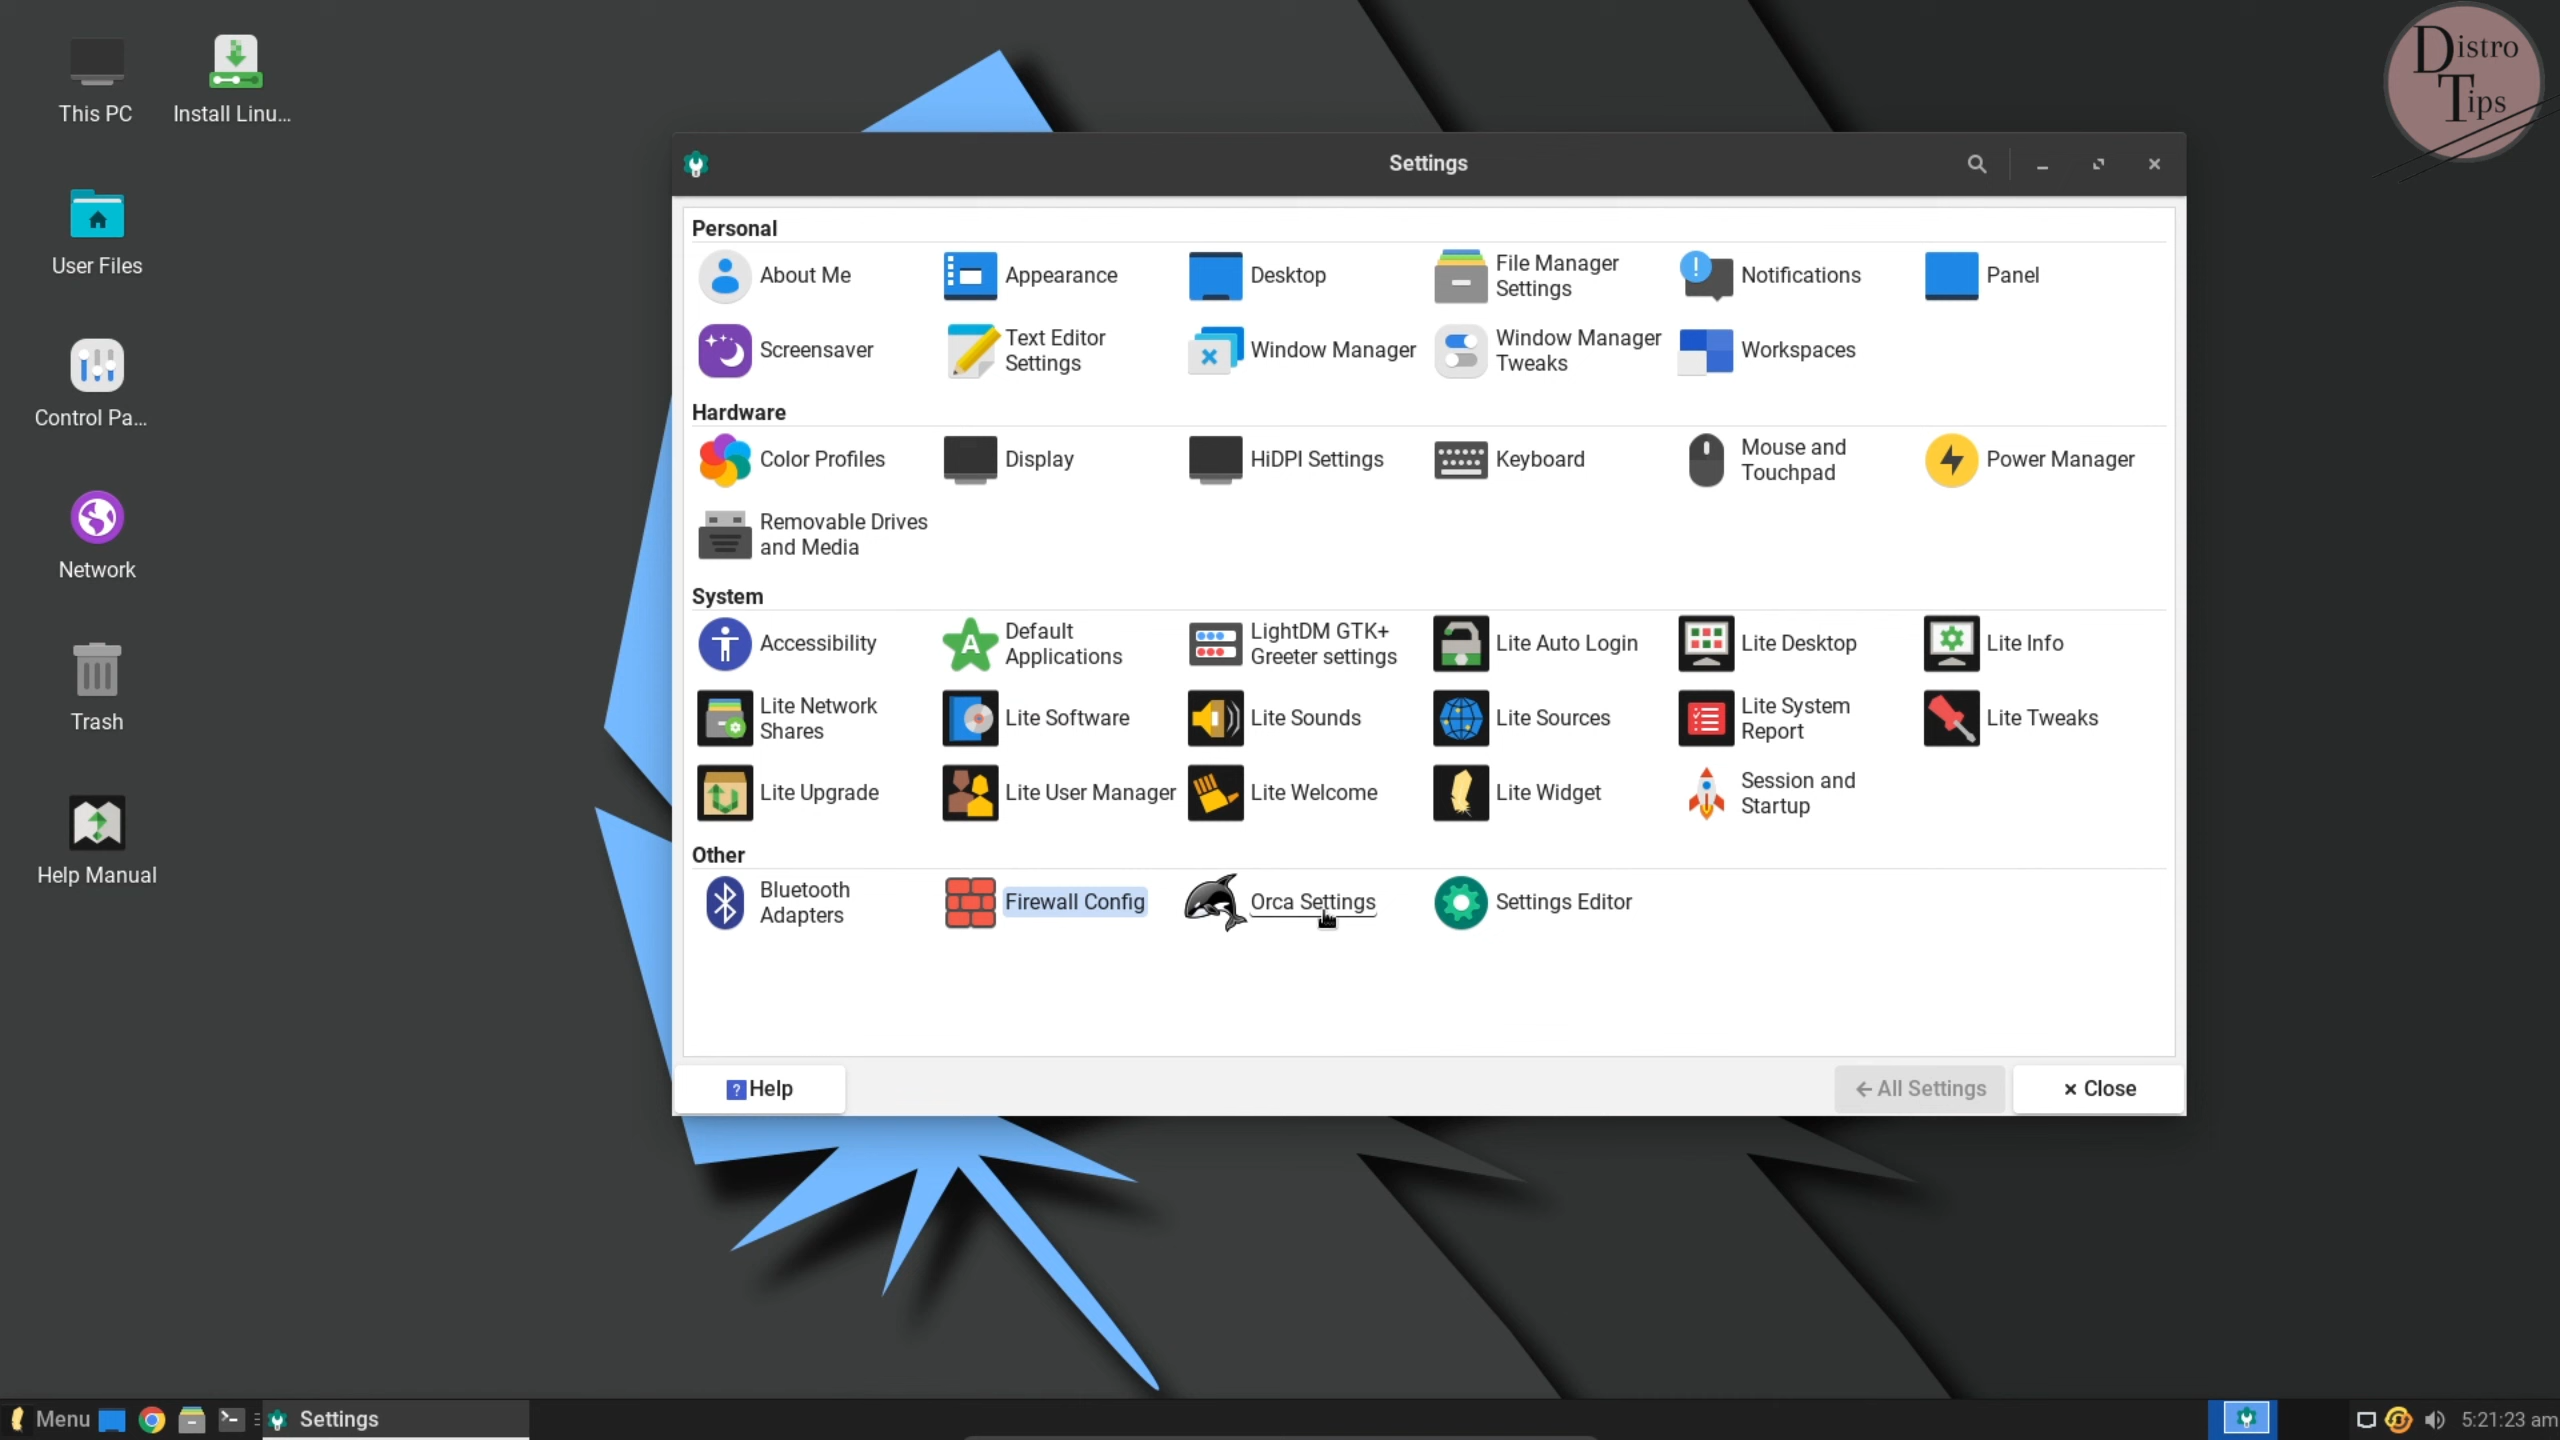 This PC
Install Linu...
User Files
Control Pa...
Network
Trash
Help Manual
Distro
Tips
Settings
Personal
About Me
Appearance
Desktop
File Manager
Settings
Notifications
Panel
Screensaver
Text Editor
Settings
Window Manager
Window Manager
Tweaks
Workspaces
Hardware
Color Profiles
Display
HiDPI Settings
Keyboard
Mouse and
Touchpad
Power Manager
Removable Drives
and Media
System
Accessibility
Default
Applications
LightDM GTK+
Greeter settings
Lite Auto Login
Lite Desktop
Lite Info
Lite Network
Shares
Lite Software
Lite Sounds
Lite Sources
Lite System
Report
Lite Tweaks
Lite Upgrade
Lite User Manager
Lite Welcome
Lite Widget
Session and
Startup
Other
Bluetooth
Adapters
Firewall Config
Orca Settings
Settings Editor
Help
All Settings
Close
Menu
Settings
5:21:23 am